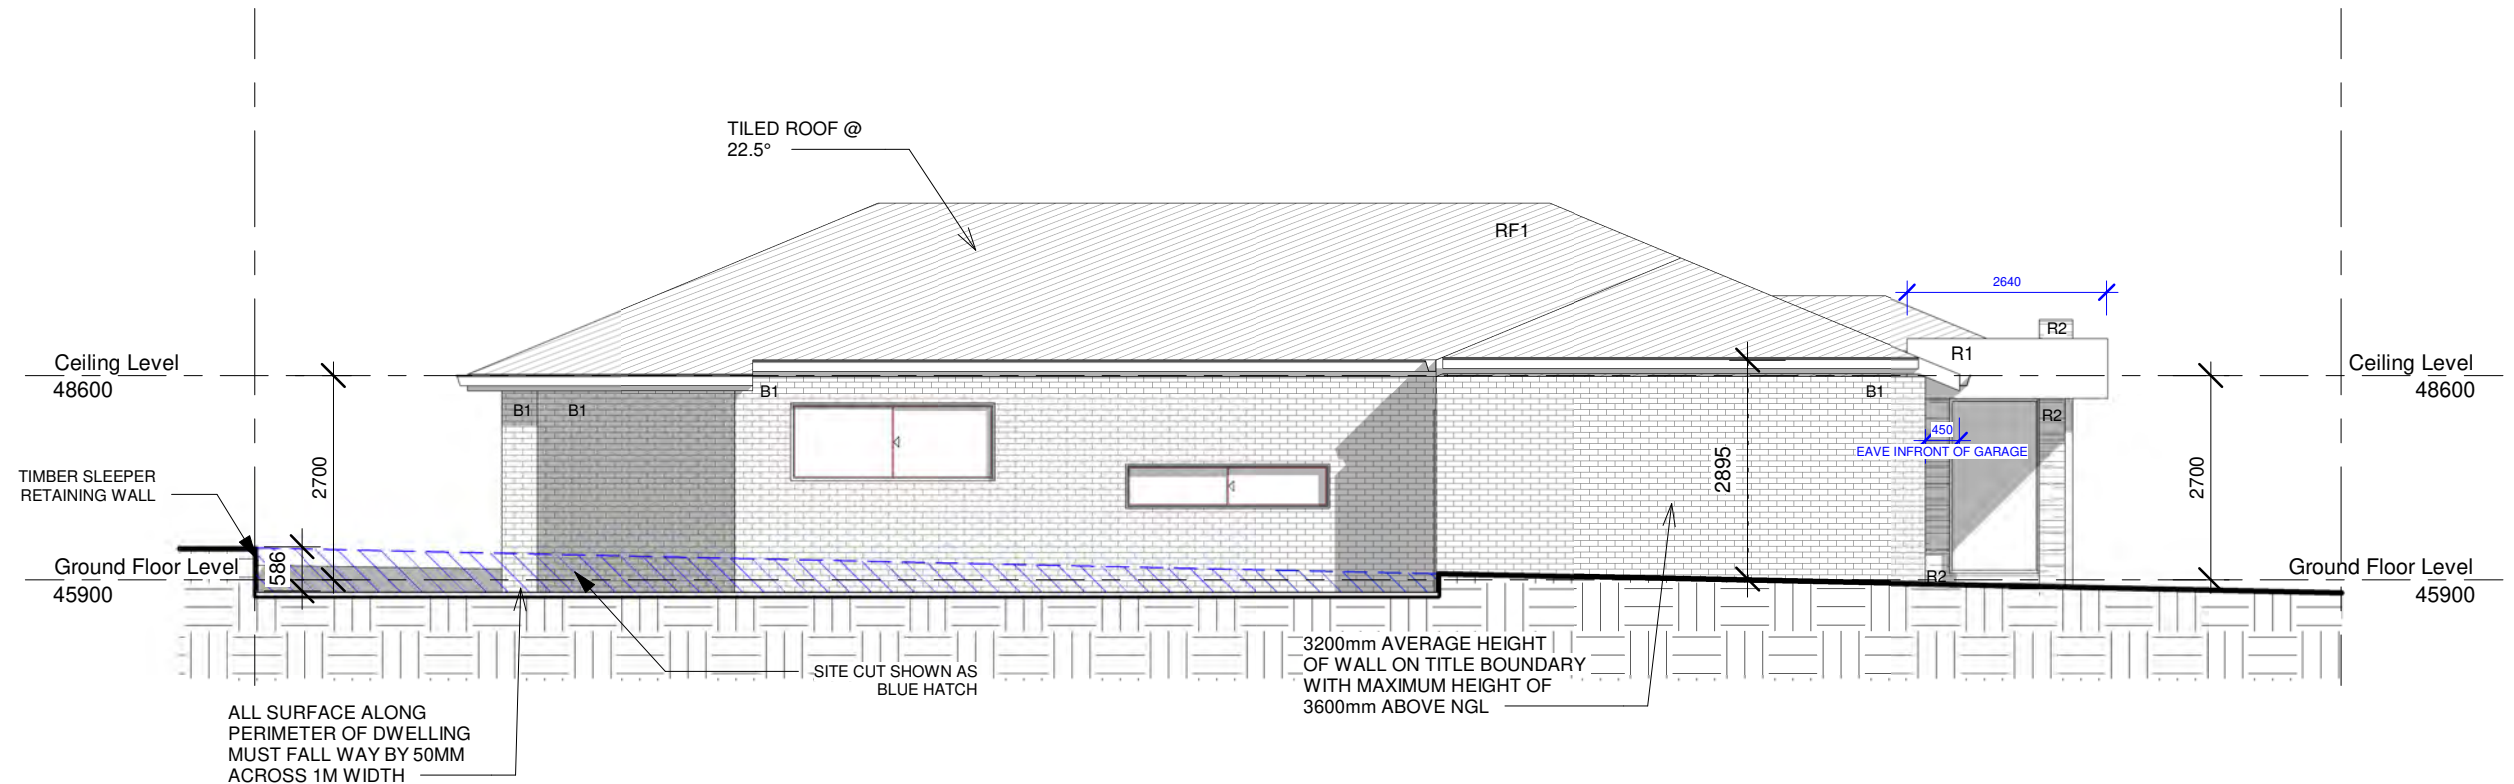 TILED ROOF @
22.5°
RF1
2640
R2
R1
Ceiling Level
48600
Ceiling Level
48600
B1
B1
B1
B1
R2
450
EAVE INFRONT OF GARAGE
TIMBER SLEEPER
RETAINING WALL
2700
2895
2700
586
Ground Floor Level
45900
R2
Ground Floor Level
45900
SITE CUT SHOWN AS
BLUE HATCH
3200mm AVERAGE HEIGHT
OF WALL ON TITLE BOUNDARY
WITH MAXIMUM HEIGHT OF
3600mm ABOVE NGL
ALL SURFACE ALONG
PERIMETER OF DWELLING
MUST FALL WAY BY 50MM
ACROSS 1M WIDTH